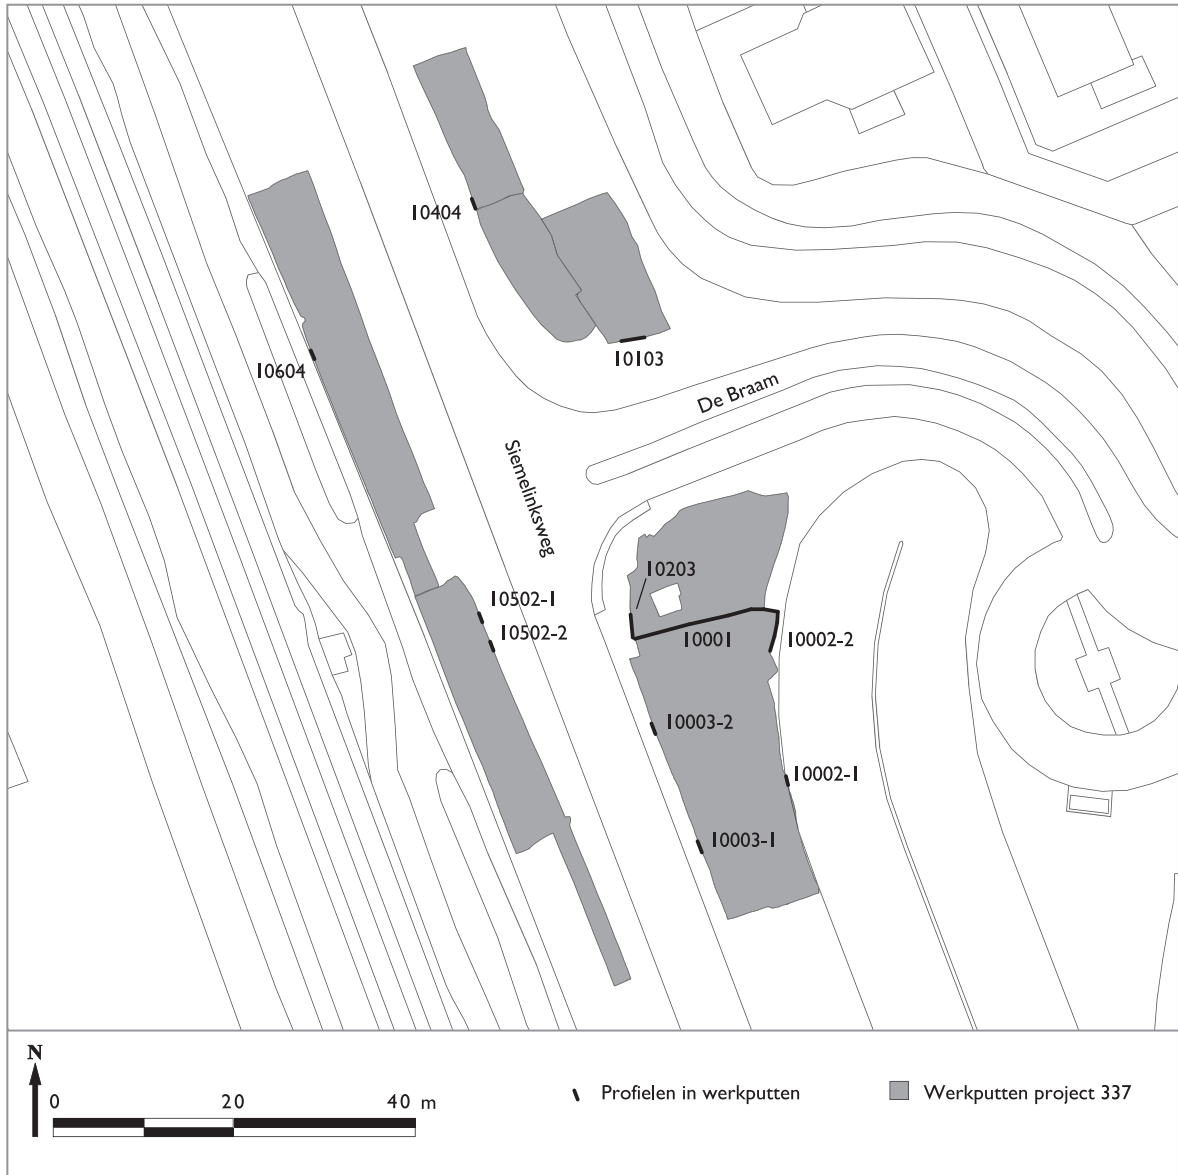 10404
10103
10604
De Braam
Siemelinksweg
10203
10502-1
10502-2
10001
10002-2
10003-2
10002-1
10003-1
N
0 20 40 m
Profielen in werkputten
Werkputten project 337